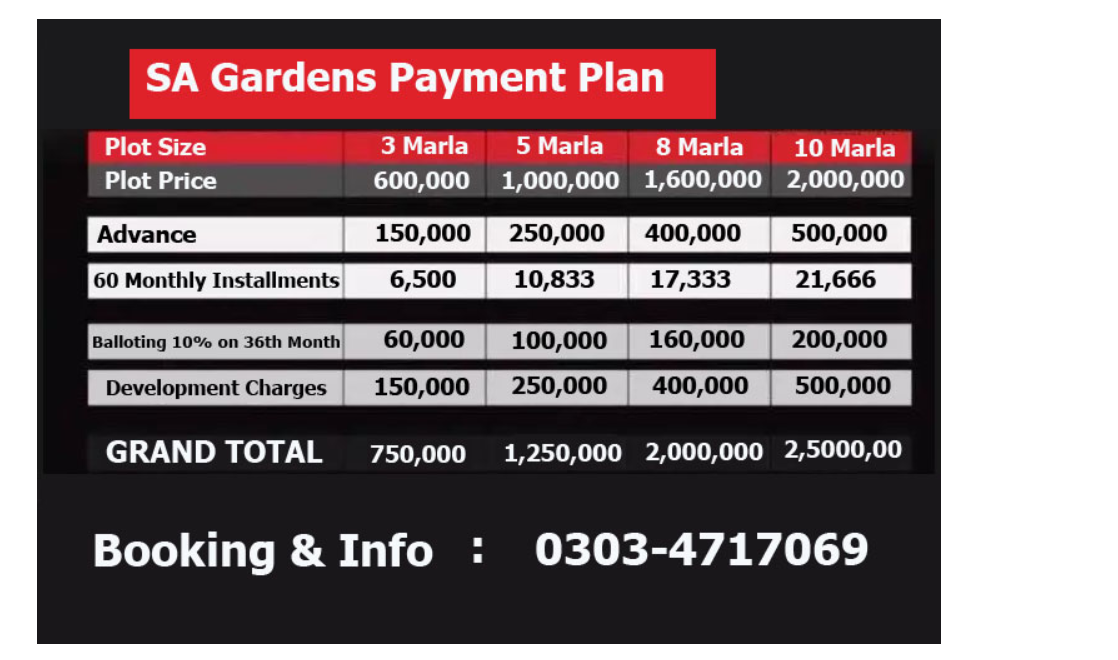 SA Gardens Payment Plan
Plot Size 3 Marla 5 Marla 8 Marla 10 Marla
Plot Price 600,000 1,000,000 1,600,000 2,000,000
Advance 150,000 250,000 400,000 500,000
60 Monthly Installments 6,500 10,833 17,333 21,666
Balloting 10% on 36th Month 60,000 100,000 160,000 200,000
Development Charges 150,000 250,000 400,000 500,000
GRAND TOTAL 750,000 1,250,000 2,000,000 2,5000,00
Booking & Info : 0303-4717069